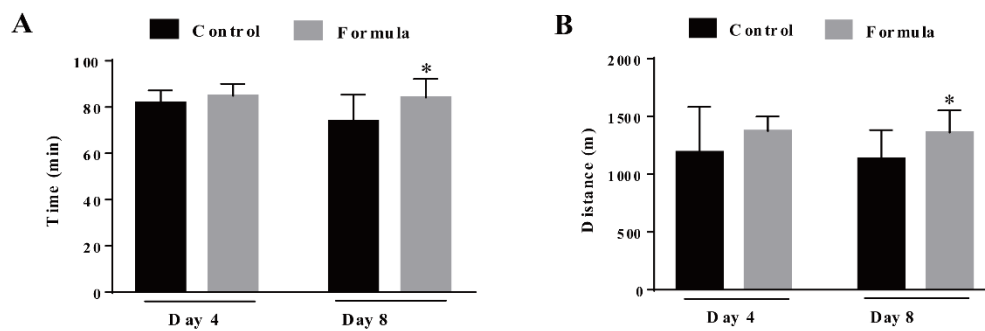 A
Control Formula
Time (min)
100
80
60
40
20
0
*
Day 4 Day 8
B
Control Formula
Distance (m)
2000
1500
1000
500
0
*
Day 4 Day 8